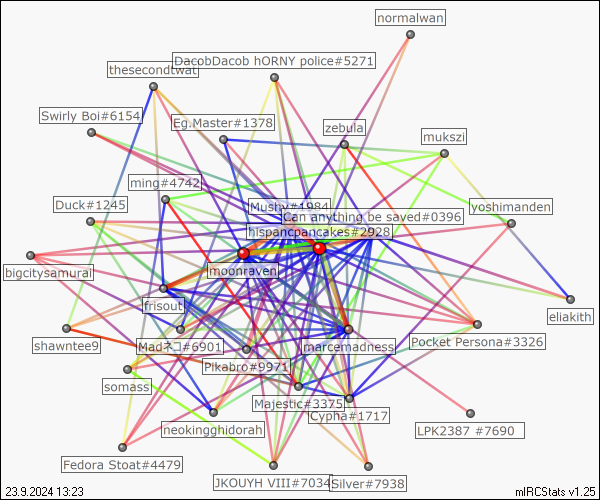 normalwan
DacobDacob hORNY police#5271
thesecondtwat
Swirly Boi#6154
Eg.Master#1378
zebula
mukszi
ming#4742
Duck#1245
Mushy#1984
Can anything be saved#0396
yoshimanden
hispancpancakes#2928
bigcitysamurai
moonraven
frisout
eliakith
shawntee9
Madネコ#6901
marcemadness
Pocket Persona#3326
Pikabro#9971
somass
Majestic#3375
Cypha#1717
neokingghidorah
LPK2387 #7690
Fedora Stoat#4479
JKOUYH VIII#7034
Silver#7938
23.9.2024 13:23
mIRCStats v1.25